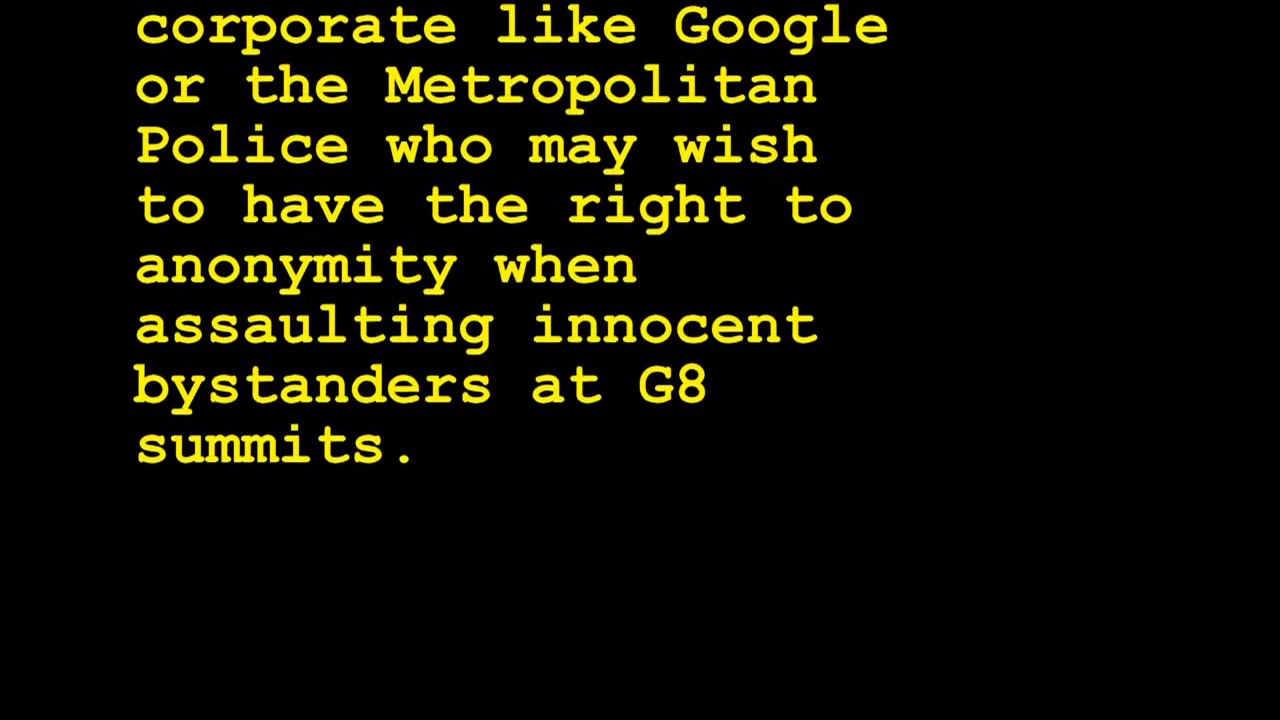 corporate like Google
or the Metropolitan
Police who may wish
to have the right to
anonymity when
assaulting innocent
bystanders at G8
summits.